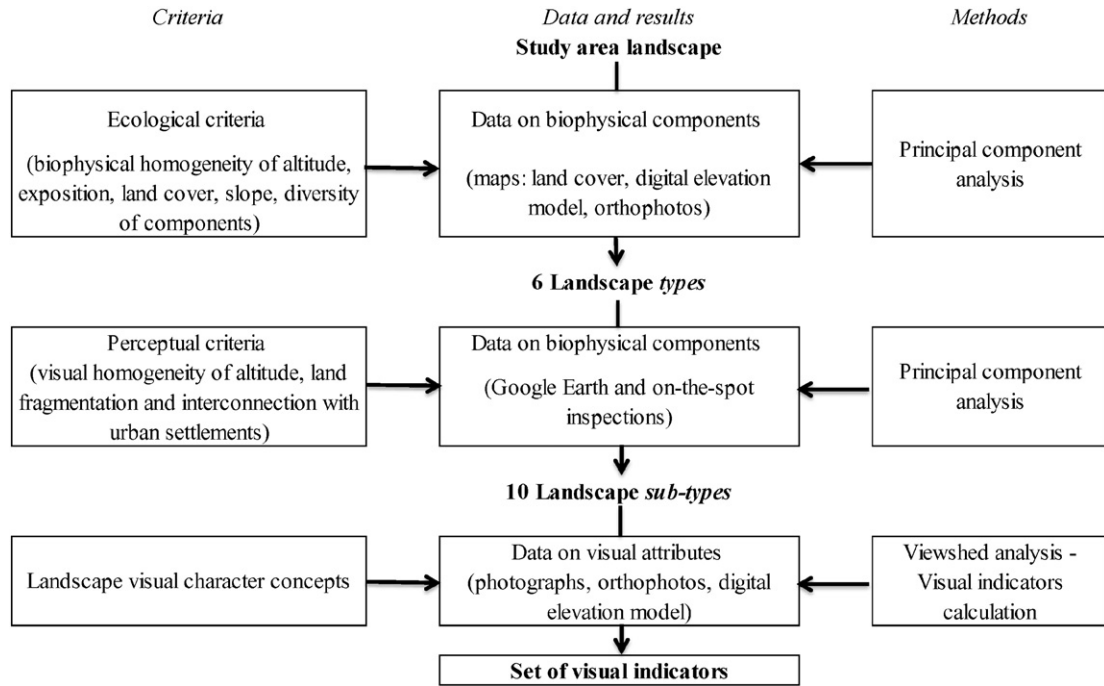 Criteria
Data and results
Methods
Study area landscape
Ecological criteria
(biophysical homogeneity of altitude,
exposition, land cover, slope, diversity
of components)
Data on biophysical components
(maps: land cover, digital elevation
model, orthophotos)
Principal component
analysis
6 Landscape types
Perceptual criteria
(visual homogeneity of altitude, land
fragmentation and interconnection with
urban settlements)
Data on biophysical components
(Google Earth and on-the-spot
inspections)
Principal component
analysis
10 Landscape sub-types
Landscape visual character concepts
Data on visual attributes
(photographs, orthophotos, digital
elevation model)
Viewshed analysis -
Visual indicators
calculation
Set of visual indicators